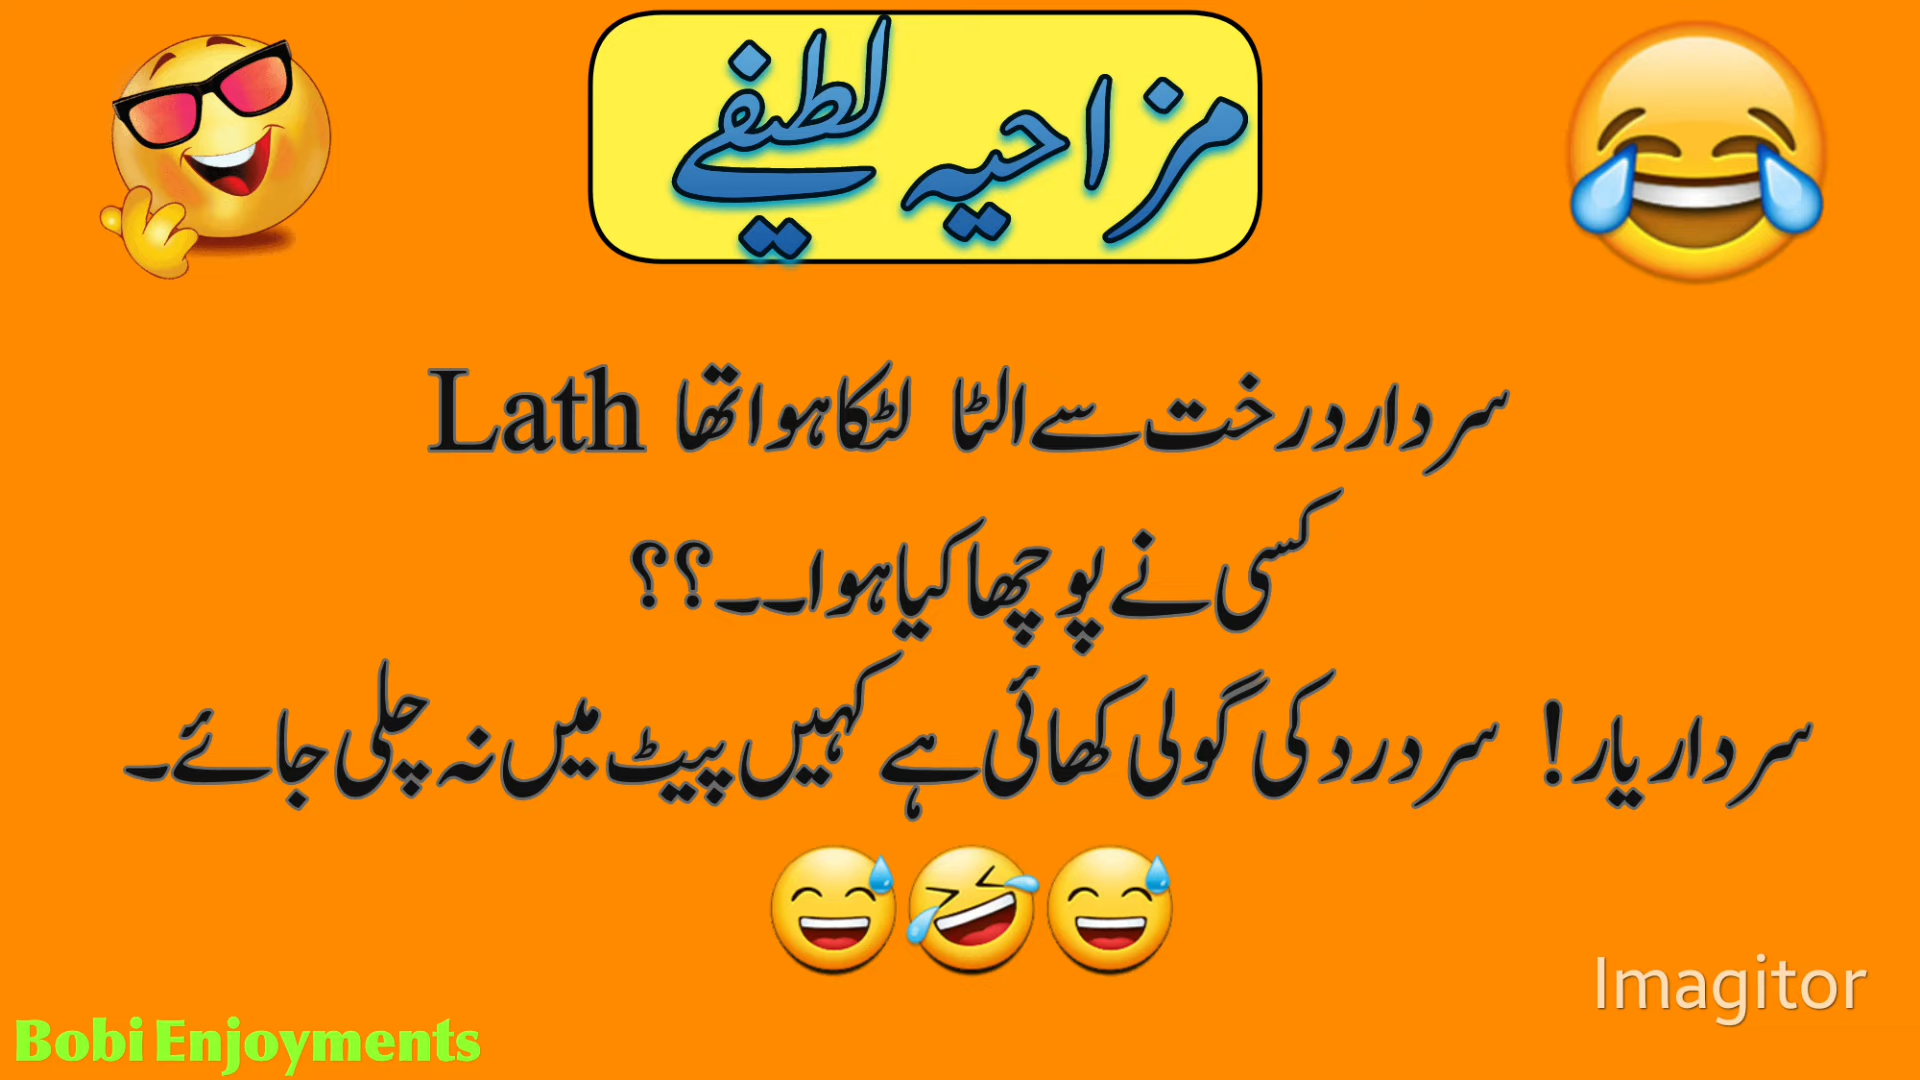 مزاحیہ لطیفے
سردار درخت سے الٹا لٹکا ہوا تھا Lath
کسی نے پوچھا کیا ہوا۔۔؟؟
سردار یار! سر درد کی گولی کھائی ہے کہیں پیٹ میں نہ چلی جائے۔
😅🤣😅
Imagitor
Bobi Enjoyments